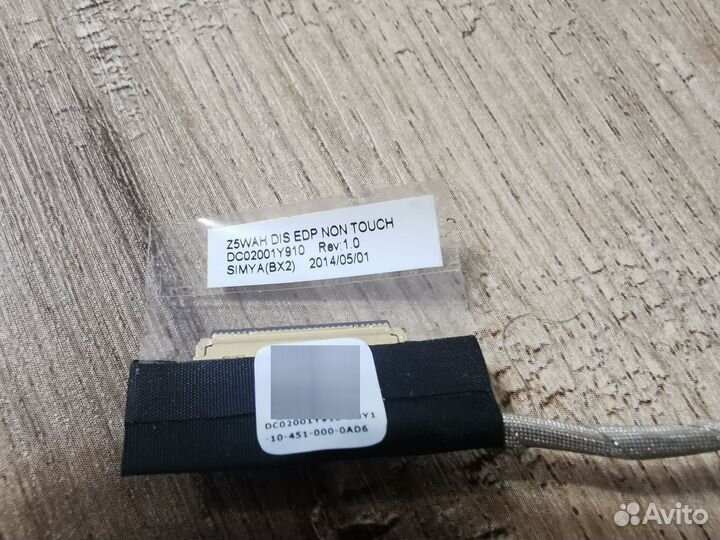 Z5WAH DIS EDP NON TOUCH
DC02001Y910 Rev:1.0
SIMYA(BX2) 2014/05/01
-10-451-000-0AD6
Avito